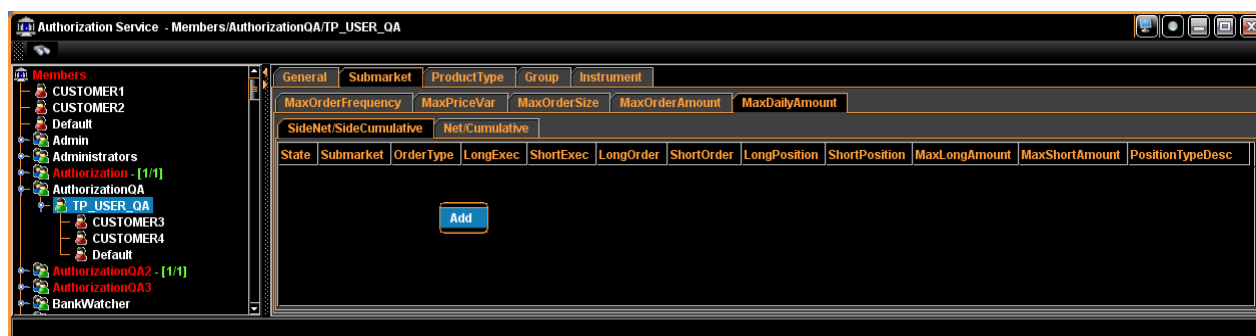 Authorization Service - Members/AuthorizationQA/TP_USER_QA
Members
CUSTOMER1
CUSTOMER2
Default
Admin
Administrators
Authorization - [1/1]
AuthorizationQA
TP_USER_QA
CUSTOMER3
CUSTOMER4
Default
AuthorizationQA2 - [1/1]
AuthorizationQA3
BankWatcher
General Submarket ProductType Group Instrument
MaxOrderFrequency MaxPriceVar MaxOrderSize MaxOrderAmount MaxDailyAmount
SideNet/SideCumulative Net/Cumulative
State Submarket OrderType LongExec ShortExec LongOrder ShortOrder LongPosition ShortPosition MaxLongAmount MaxShortAmount PositionTypeDesc
Add